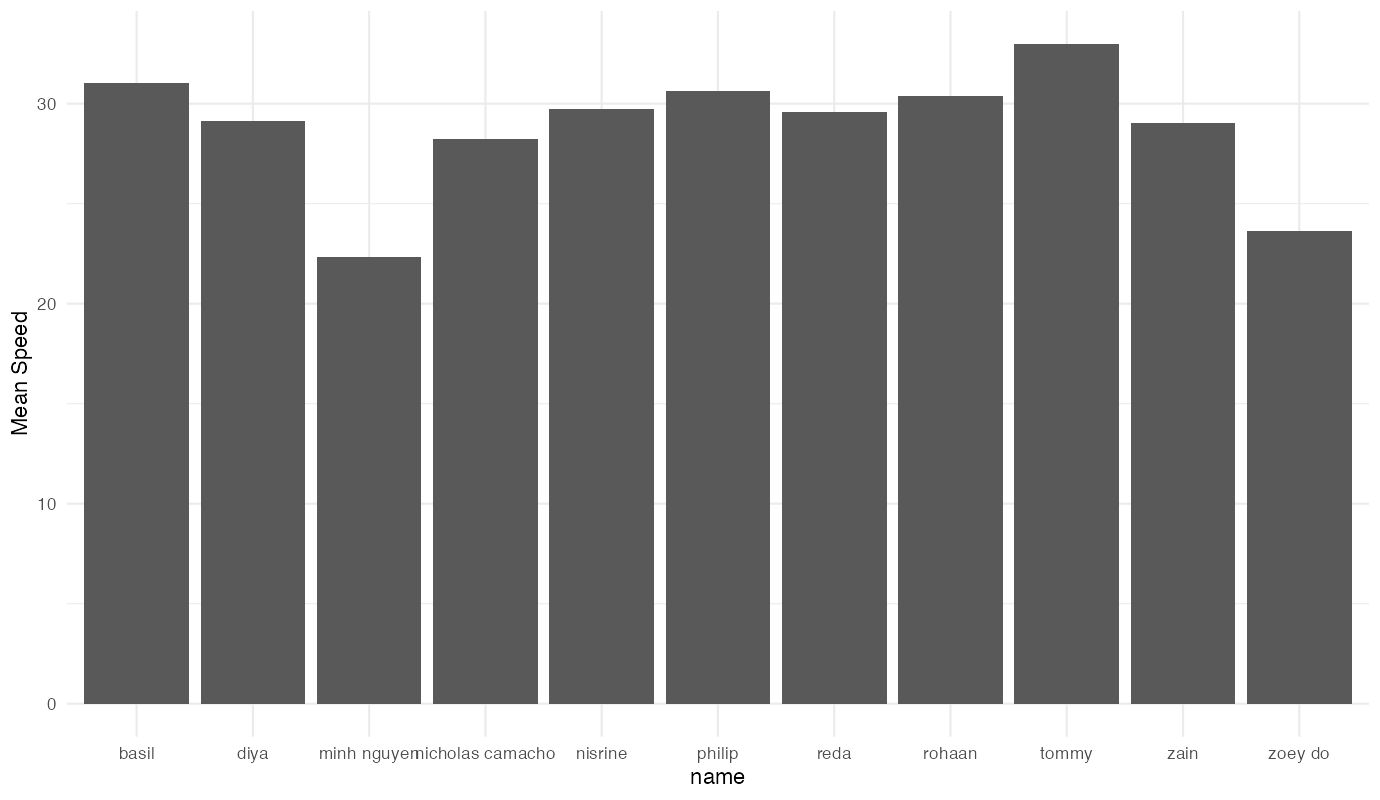 Mean Speed
30
20
10
0
basil diya minh nguyen nicholas camacho nisrine philip reda rohaan tommy zain zoey do
name